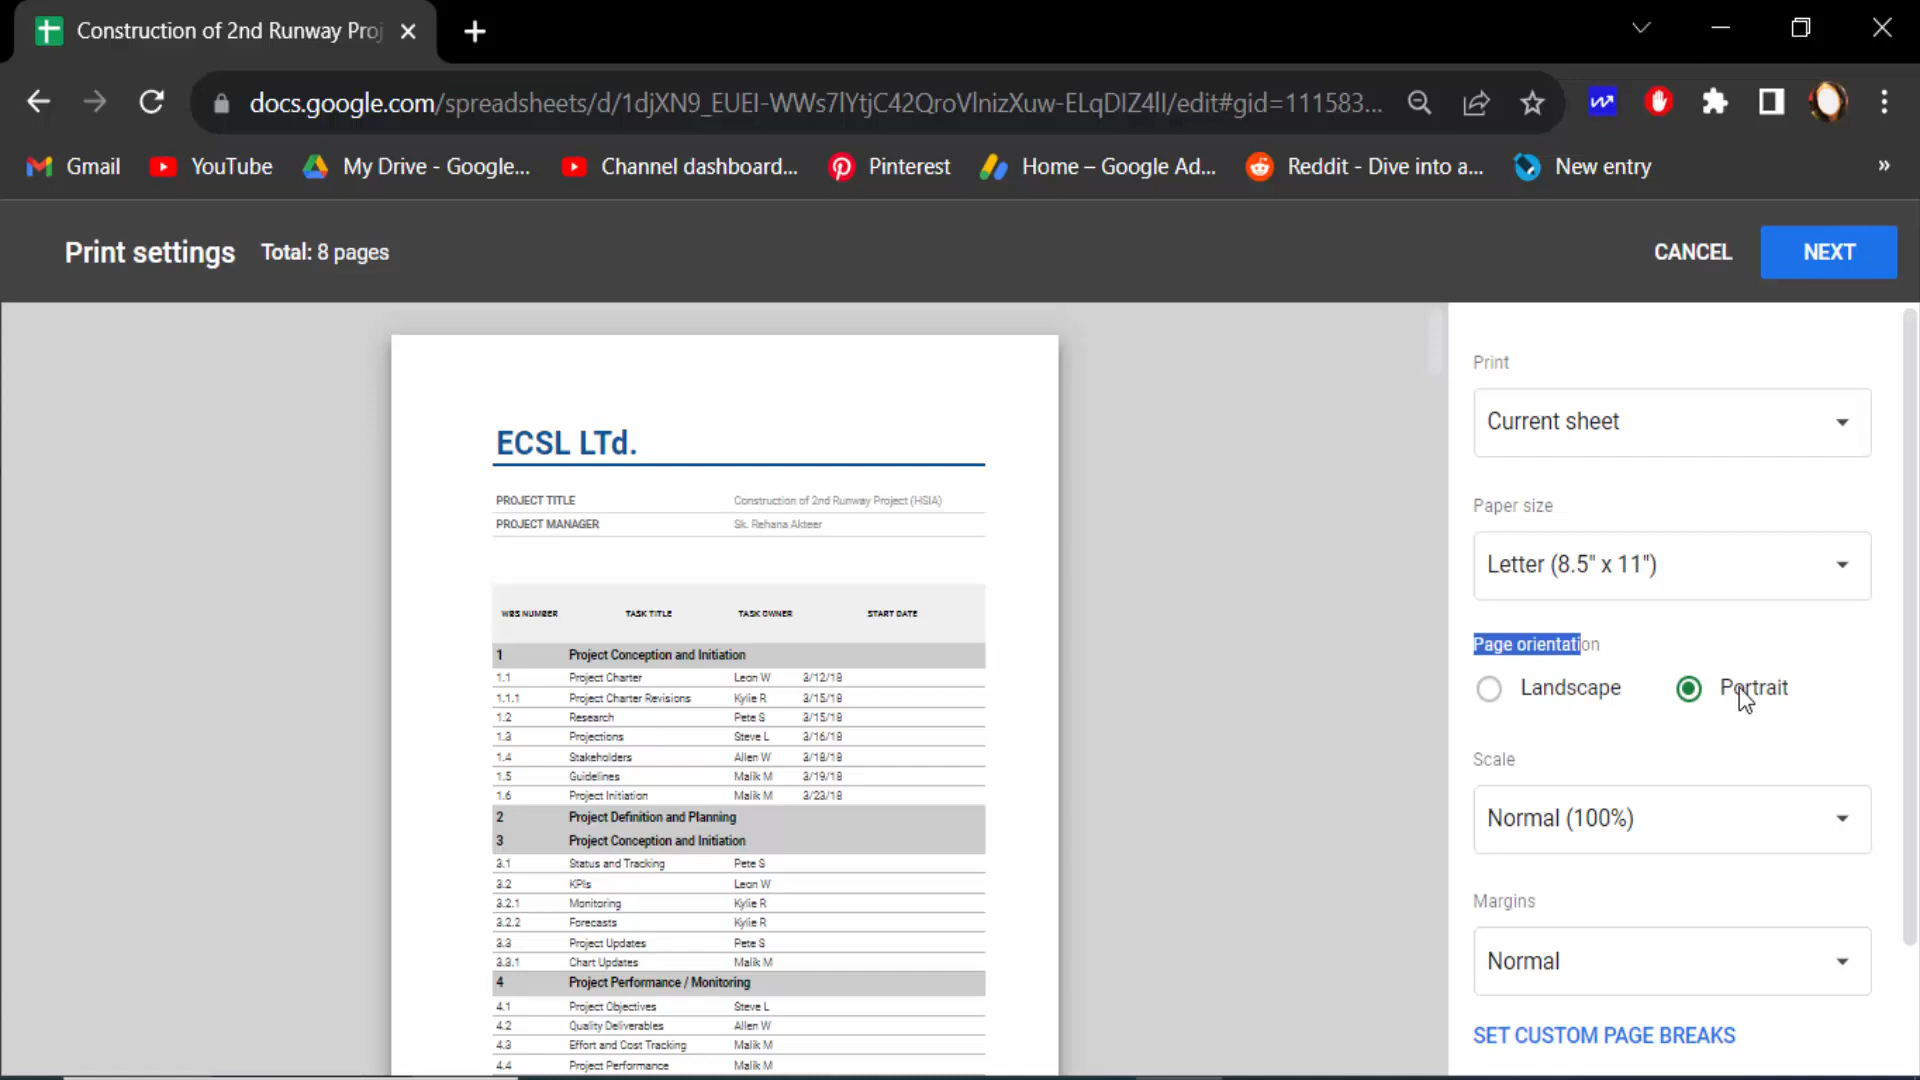 Construction of 2nd Runway Proj
docs.google.com/spreadsheets/d/1djXN9_EUEI-WWs7lYtjC42QroVlnizXuw-ELqDIZ4lI/edit#gid=111583...
Gmail YouTube My Drive - Google... Channel dashboard... Pinterest Home – Google Ad... Reddit - Dive into a... New entry »
Print settings Total: 8 pages CANCEL NEXT
ECSL LTd.
PROJECT TITLE Construction of 2nd Runway Project (HSIA)
PROJECT MANAGER Sk. Rehana Akteer
WBS NUMBER TASK TITLE TASK OWNER START DATE
1 Project Conception and Initiation
1.1 Project Charter Leon W 3/12/18
1.1.1 Project Charter Revisions Kylie R 3/15/18
1.2 Research Pete S 3/15/18
1.3 Projections Steve L 3/16/18
1.4 Stakeholders Allen W 3/18/18
1.5 Guidelines Malik M 3/19/18
1.6 Project Initiation Malik M 3/23/18
2 Project Definition and Planning
3 Project Conception and Initiation
3.1 Status and Tracking Pete S
3.2 KPIs Leon W
3.2.1 Monitoring Kylie R
3.2.2 Forecasts Kylie R
3.3 Project Updates Pete S
3.3.1 Chart Updates Malik M
4 Project Performance / Monitoring
4.1 Project Objectives Steve L
4.2 Quality Deliverables Allen W
4.3 Effort and Cost Tracking Malik M
4.4 Project Performance Malik M
Print
Current sheet
Paper size
Letter (8.5" x 11")
Page orientation
Landscape Portrait
Scale
Normal (100%)
Margins
Normal
SET CUSTOM PAGE BREAKS